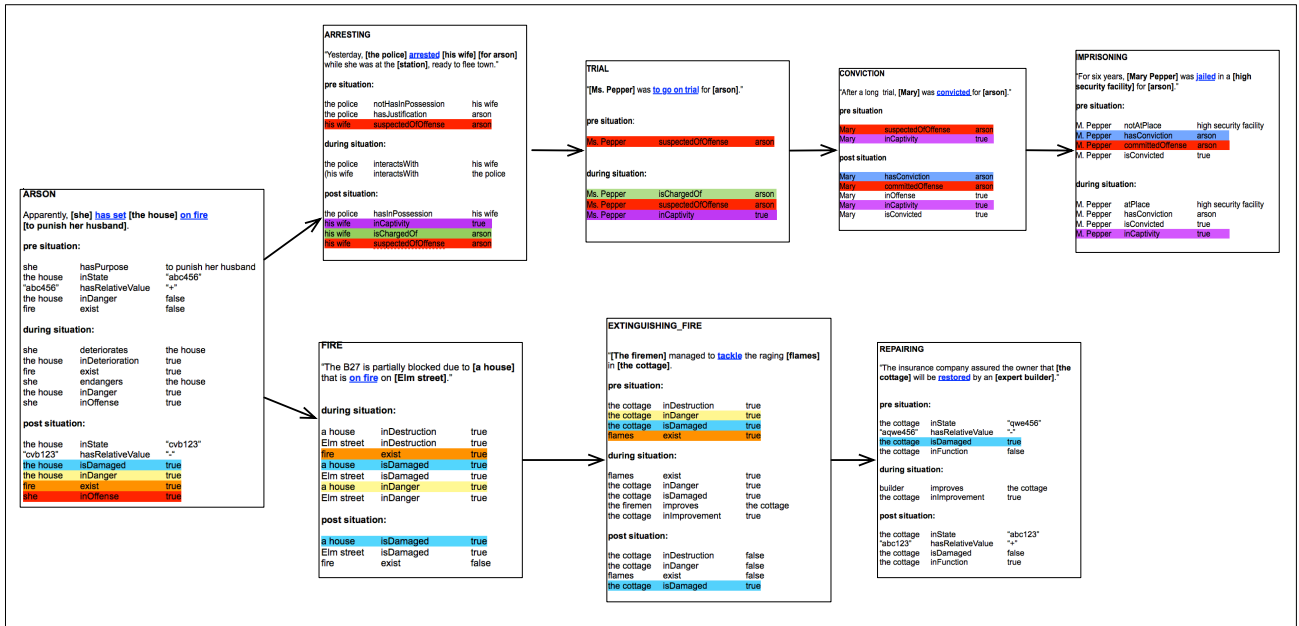 ARSON
Apparently, [she] has set [the house] on fire
[to punish her husband].
pre situation:
she hasPurpose to punish her husband
the house inState "abc456"
"abc456" hasRelativeValue "+"
the house inDanger false
fire exist false
during situation:
she deteriorates the house
the house inDeterioration true
fire exist true
she endangers the house
the house inDanger true
she inOffense true
post situation:
the house inState "cvb123"
"cvb123" hasRelativeValue "-"
the house isDamaged true
the house inDanger true
fire exist true
she inOffense true
ARRESTING
"Yesterday, [the police] arrested [his wife] [for arson]
while she was at the [station], ready to flee town."
pre situation:
the police notHasInPossession his wife
the police hasJustification arson
his wife suspectedOfOffense arson
during situation:
the police interactsWith his wife
(his wife interactsWith the police
post situation:
the police hasInPossession his wife
his wife inCaptivity true
his wife isChargedOf arson
his wife suspectedOfOffense arson
TRIAL
"[Ms. Pepper] was to go on trial for [arson]."
pre situation:
Ms. Pepper suspectedOfOffense arson
during situation:
Ms. Pepper isChargedOf arson
Ms. Pepper suspectedOfOffense arson
Ms. Pepper inCaptivity true
CONVICTION
"After a long trial, [Mary] was convicted for [arson]."
pre situation
Mary suspectedOfOffense arson
Mary inCaptivity true
post situation
Mary hasConviction arson
Mary committedOffense arson
Mary inOffense true
Mary inCaptivity true
Mary isConvicted true
IMPRISONING
"For six years, [Mary Pepper] was jailed in a [high
security facility] for [arson]."
pre situation:
M. Pepper notAtPlace high security facility
M. Pepper hasConviction arson
M. Pepper committedOffense arson
M. Pepper isConvicted true
during situation:
M. Pepper atPlace high security facility
M. Pepper hasConviction arson
M. Pepper isConvicted true
M. Pepper inCaptivity true
FIRE
"The B27 is partially blocked due to [a house]
that is on fire on [Elm street]."
during situation:
a house inDestruction true
Elm street inDestruction true
fire exist true
a house isDamaged true
Elm street isDamaged true
a house inDanger true
Elm street inDanger true
post situation:
a house isDamaged true
Elm street isDamaged true
fire exist false
EXTINGUISHING_FIRE
"[The firemen] managed to tackle the raging [flames]
in [the cottage].
pre situation:
the cottage inDestruction true
the cottage inDanger true
the cottage isDamaged true
flames exist true
during situation:
flames exist true
the cottage inDanger true
the cottage isDamaged true
the firemen improves the cottage
the cottage inImprovement true
post situation:
the cottage inDestruction false
the cottage inDanger false
flames exist false
the cottage isDamaged true
REPAIRING
"The insurance company assured the owner that [the
cottage] will be restored by an [expert builder]."
pre situation:
the cottage inState "qwe456"
"aqwe456" hasRelativeValue "-"
the cottage isDamaged true
the cottage inFunction false
during situation:
builder improves the cottage
the cottage inImprovement true
post situation:
the cottage inState "abc123"
"abc123" hasRelativeValue "+"
the cottage isDamaged false
the cottage inFunction true